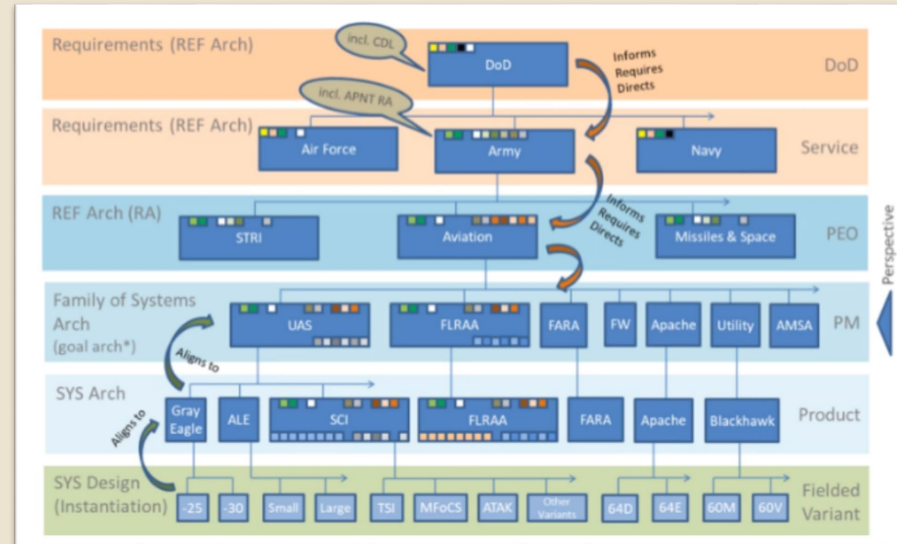 Requirements (REF Arch)
incl. CDL
DoD
Informs
Requires
Directs
DoD
incl. APNT RA
Requirements (REF Arch)
Air Force
Army
Navy
Service
REF Arch (RA)
STRI
Aviation
Informs
Requires
Directs
Missiles & Space
PEO
Perspective
Family of Systems
Arch
(goal arch*)
UAS
FLRAA
FARA
FW
Apache
Utility
AMSA
PM
Aligns to
SYS Arch
Gray
Eagle
ALE
SCI
FLRAA
FARA
Apache
Blackhawk
Product
Aligns to
SYS Design
(Instantiation)
-25
-30
Small
Large
TSI
MFoCS
ATAK
Other
Variants
64D
64E
60M
60V
Fielded
Variant